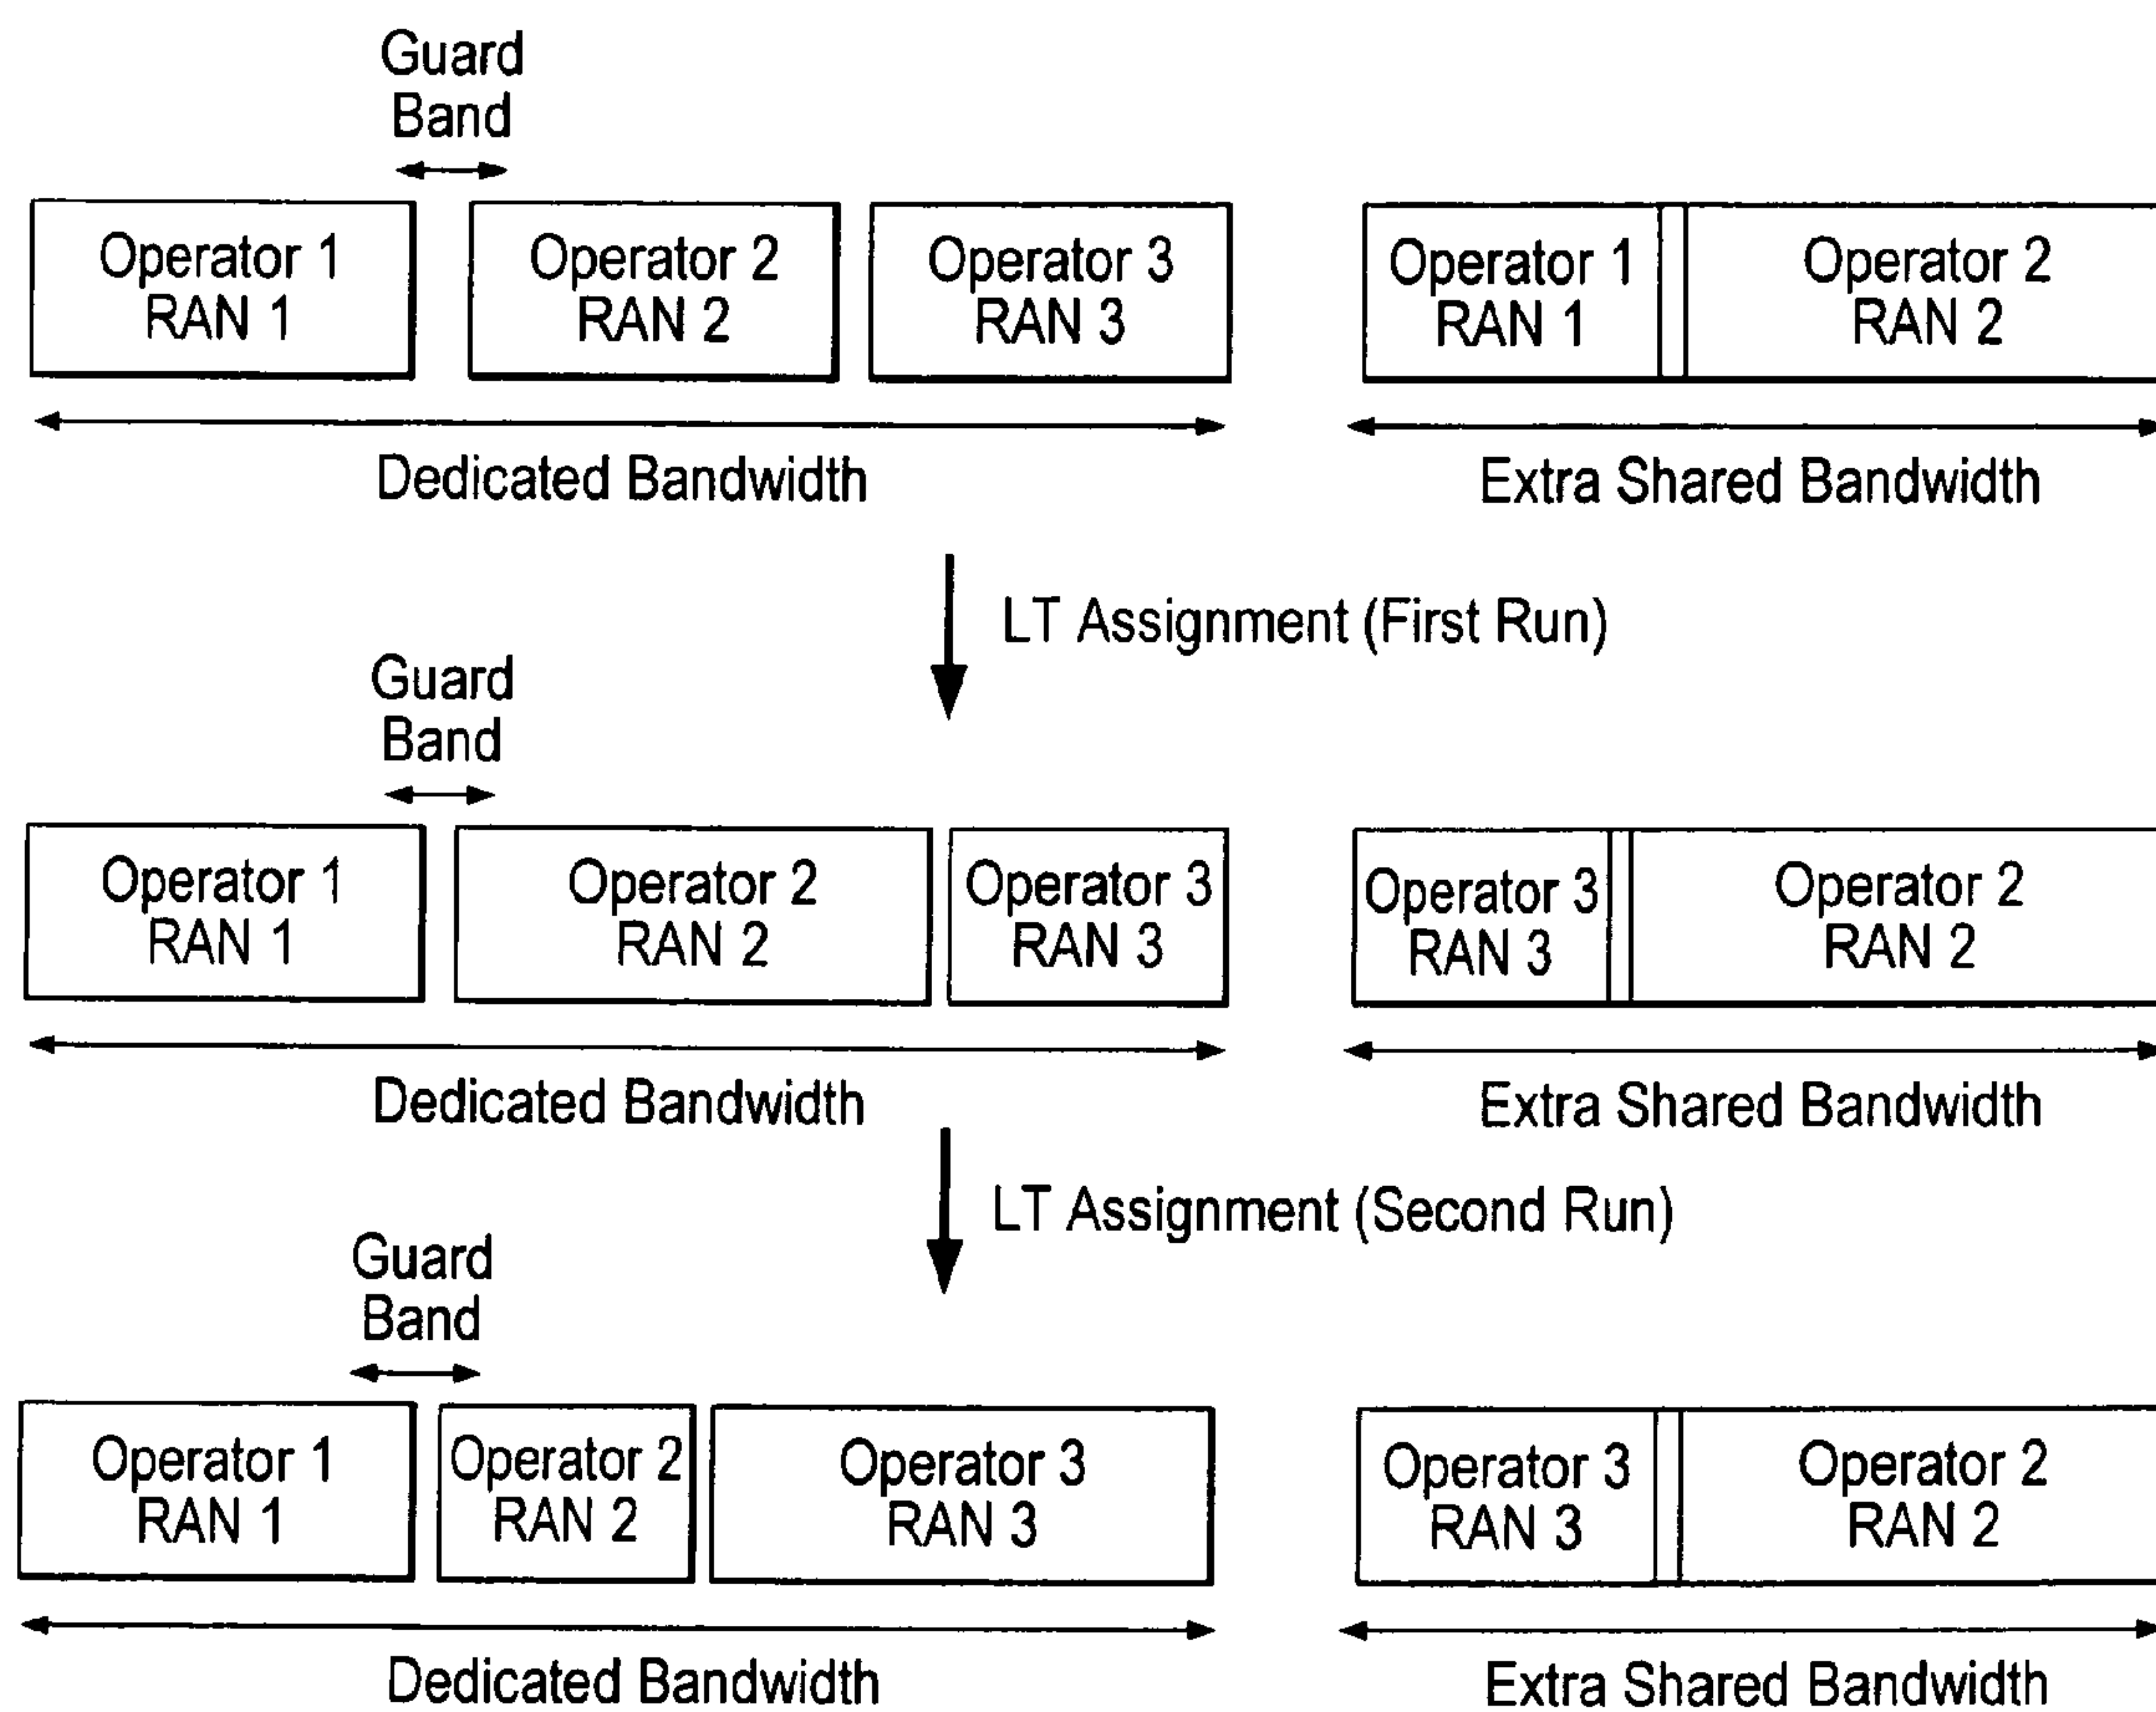 Guard
Band
Operator 1
RAN 1
Operator 2
RAN 2
Operator 3
RAN 3
Operator 1
RAN 1
Operator 2
RAN 2
Dedicated Bandwidth
Extra Shared Bandwidth
LT Assignment (First Run)
Guard
Band
Operator 1
RAN 1
Operator 2
RAN 2
Operator 3
RAN 3
Operator 3
RAN 3
Operator 2
RAN 2
Dedicated Bandwidth
Extra Shared Bandwidth
LT Assignment (Second Run)
Guard
Band
Operator 1
RAN 1
Operator 2
RAN 2
Operator 3
RAN 3
Operator 3
RAN 3
Operator 2
RAN 2
Dedicated Bandwidth
Extra Shared Bandwidth